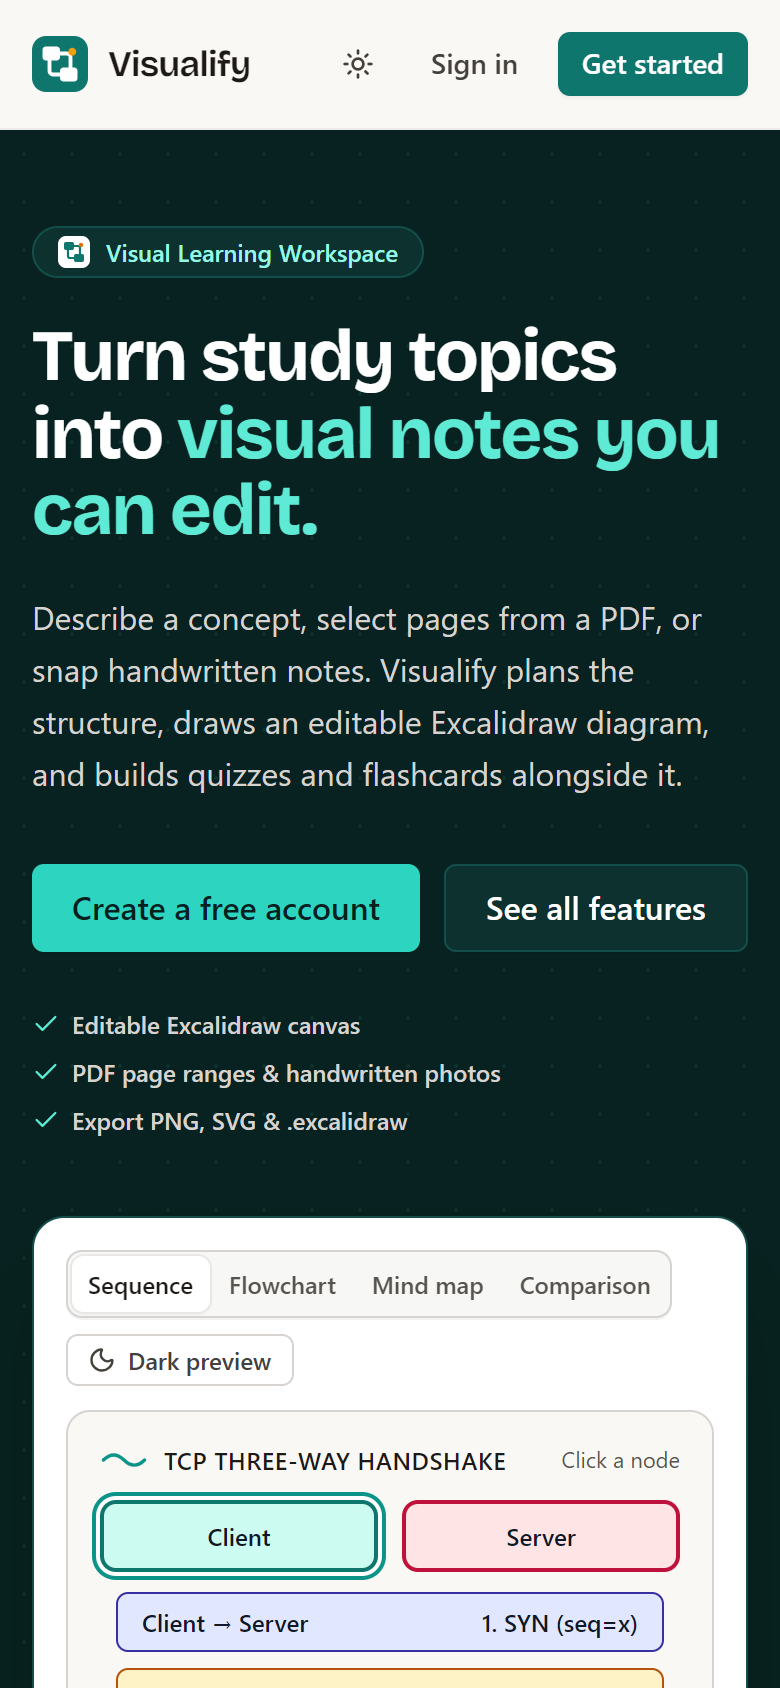 Visualify
Sign in
Get started
Visual Learning Workspace
Turn study topics
into visual notes you
can edit.
Describe a concept, select pages from a PDF, or
snap handwritten notes. Visualify plans the
structure, draws an editable Excalidraw diagram,
and builds quizzes and flashcards alongside it.
Create a free account
See all features
Editable Excalidraw canvas
PDF page ranges & handwritten photos
Export PNG, SVG & .excalidraw
Sequence Flowchart Mind map Comparison
Dark preview
TCP THREE-WAY HANDSHAKE Click a node
Client Server
Client → Server 1. SYN (seq=x)